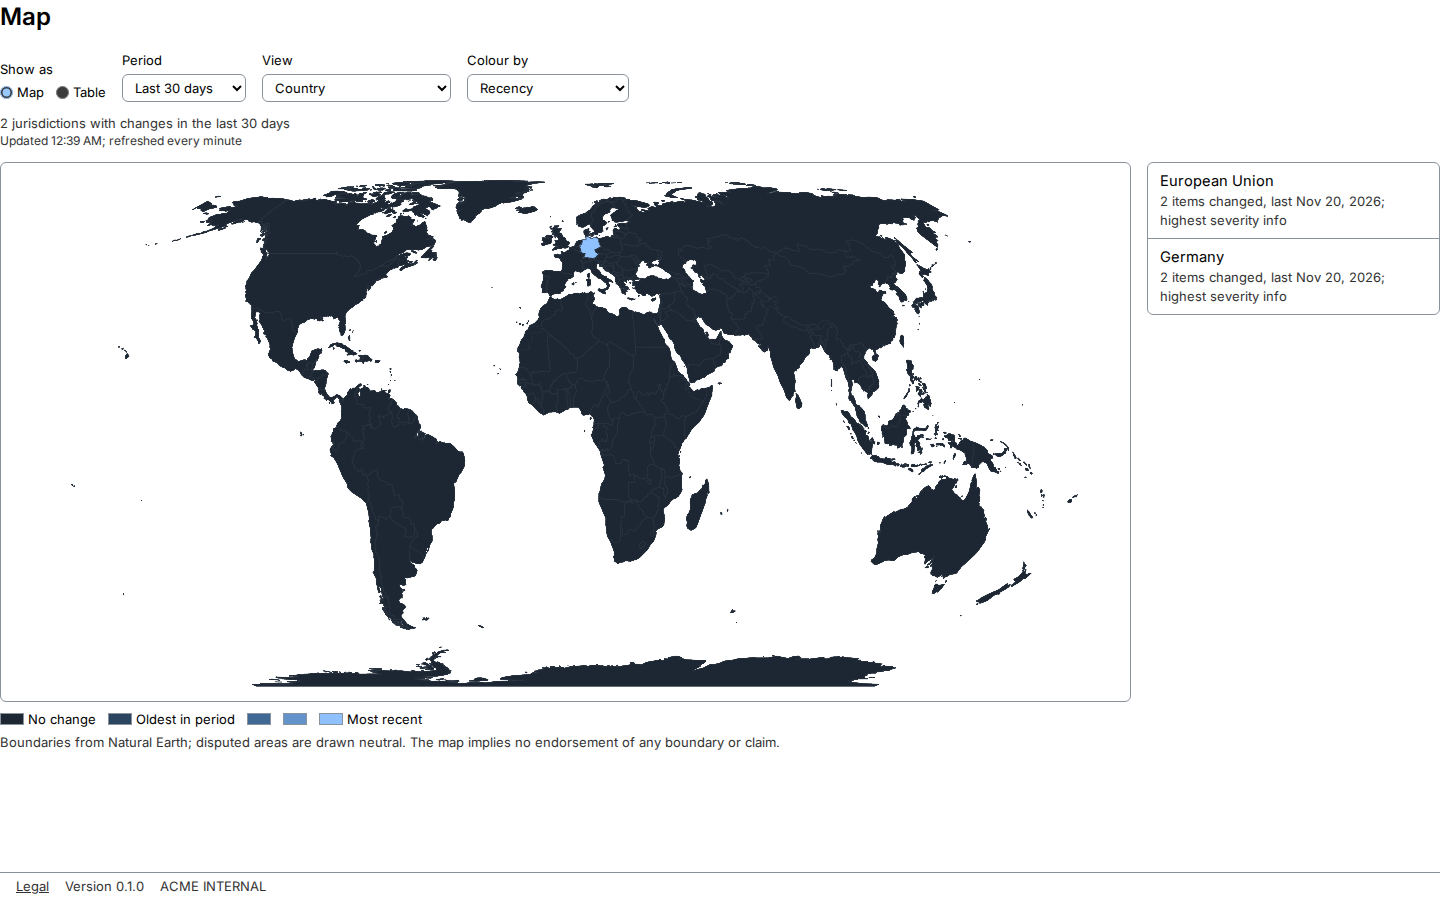 Map
Show as
Map
Table
Period
Last 30 days
View
Country
Colour by
Recency
2 jurisdictions with changes in the last 30 days
Updated 12:39 AM; refreshed every minute
European Union
2 items changed, last Nov 20, 2026;
highest severity info
Germany
2 items changed, last Nov 20, 2026;
highest severity info
No change
Oldest in period
Most recent
Boundaries from Natural Earth; disputed areas are drawn neutral. The map implies no endorsement of any boundary or claim.
Legal
Version 0.1.0
ACME INTERNAL